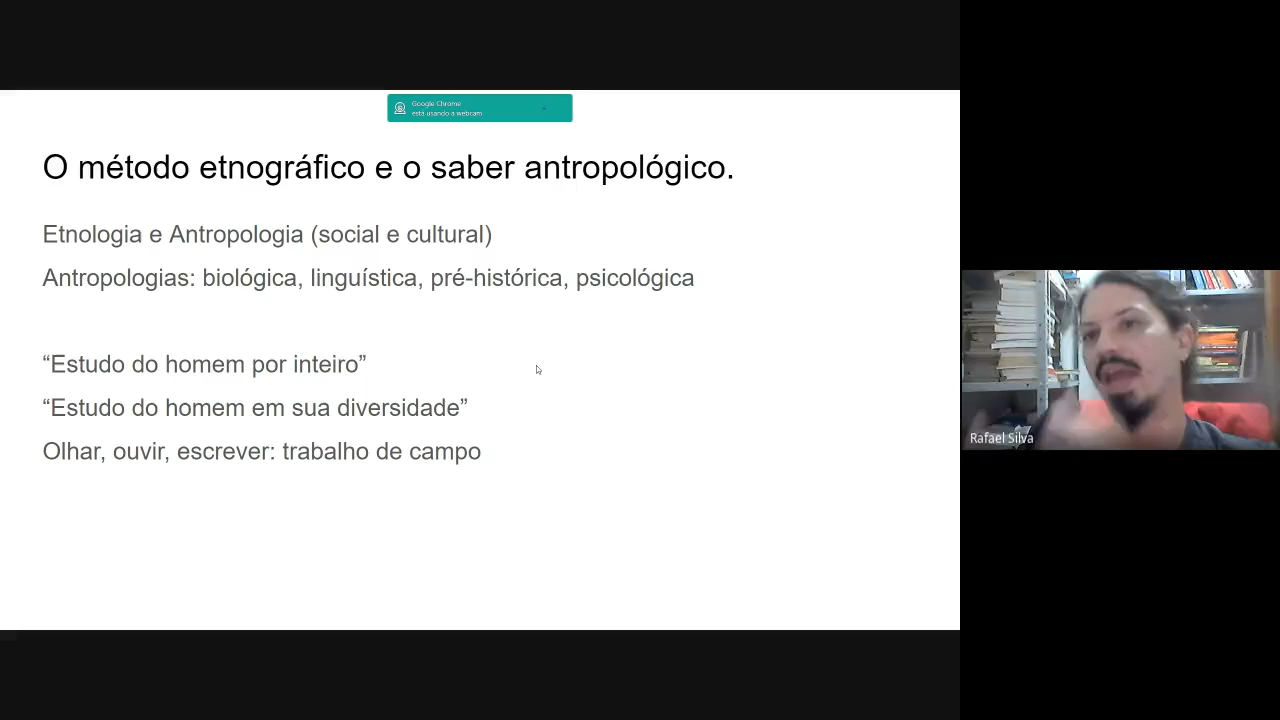 Google Chrome
está usando a webcam
O método etnográfico e o saber antropológico.
Etnologia e Antropologia (social e cultural)
Antropologias: biológica, linguística, pré-histórica, psicológica
“Estudo do homem por inteiro”
“Estudo do homem em sua diversidade”
Olhar, ouvir, escrever: trabalho de campo
Rafael Silva